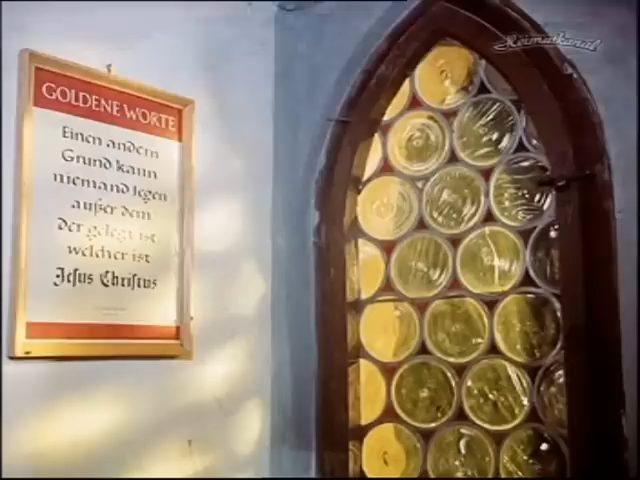 Heimatkanal
GOLDENE WORTE
Einen andern
Grund kann
niemand legen
außer dem
der gelegt ist
welcher ist
Jesus Christus